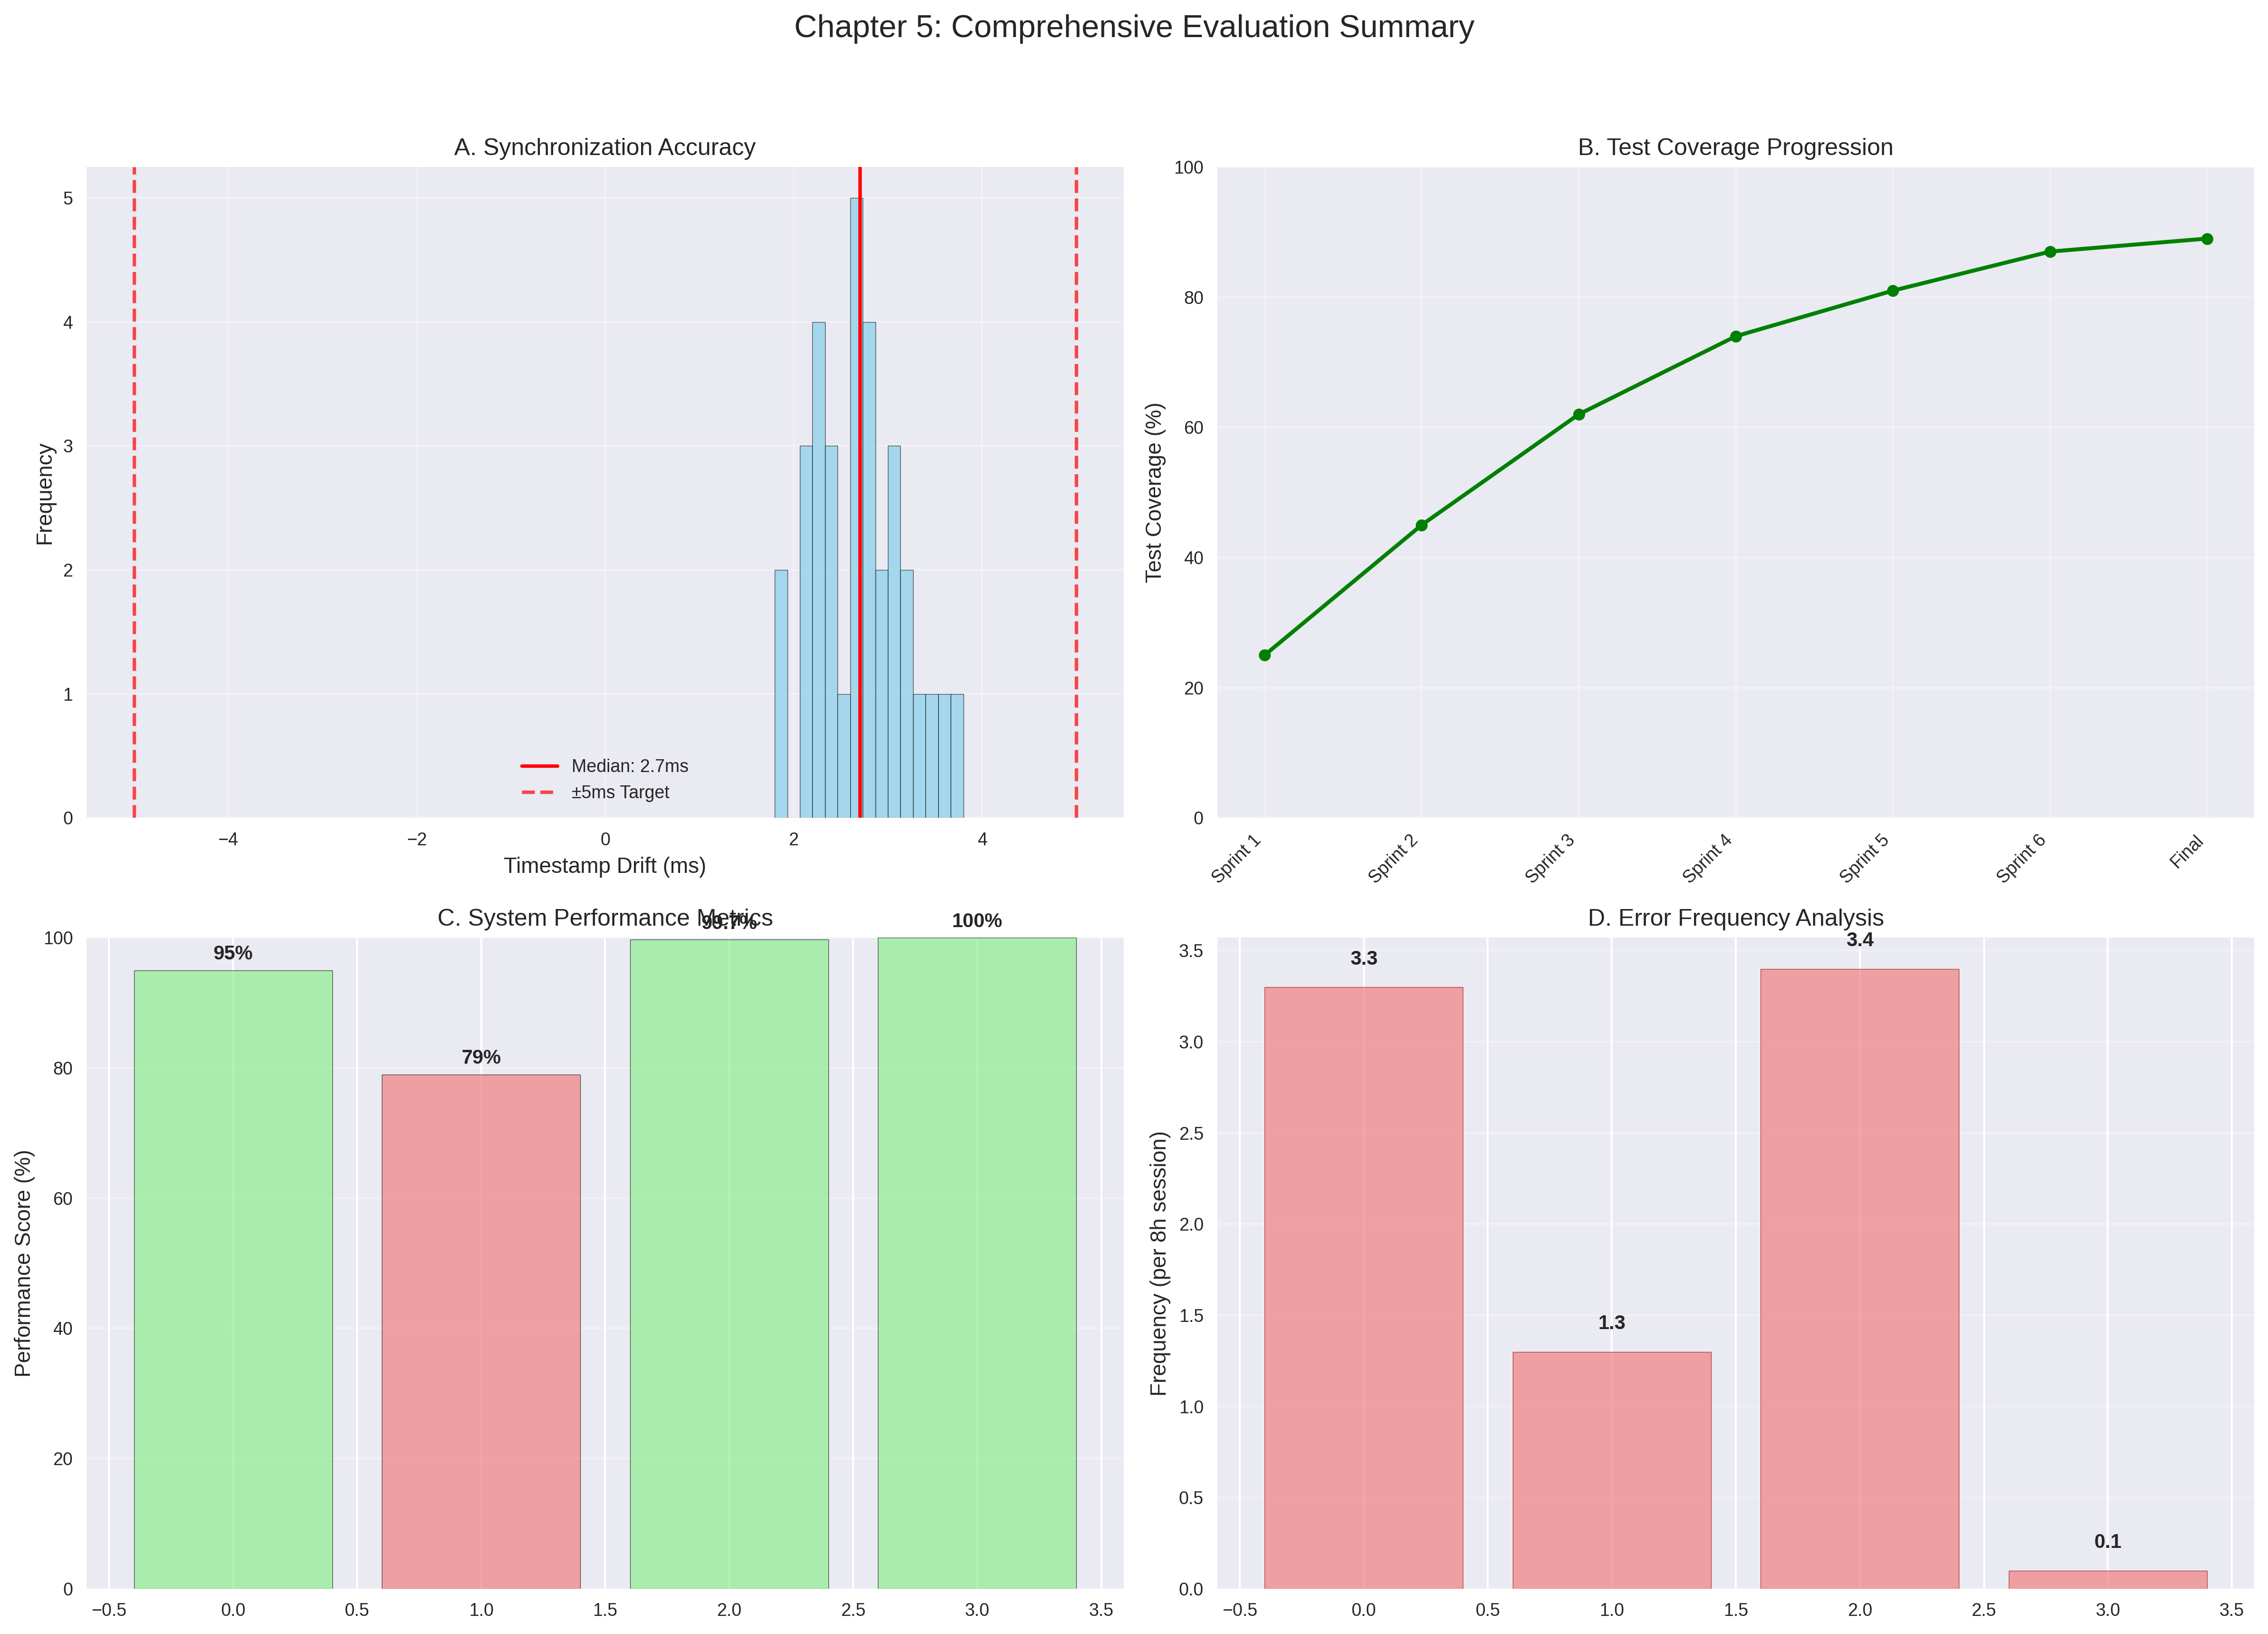 Chapter 5: Comprehensive Evaluation Summary
A. Synchronization Accuracy
Frequency
5
4
3
2
1
0
Median: 2.7ms
±5ms Target
−4 −2 0 2 4
Timestamp Drift (ms)
B. Test Coverage Progression
Test Coverage (%)
100
80
60
40
20
0
Sprint 1 Sprint 2 Sprint 3 Sprint 4 Sprint 5 Sprint 6 Final
C. System Performance Metrics
Performance Score (%)
100
80
60
40
20
0
95%
79%
99.7%
100%
−0.5 0.0 0.5 1.0 1.5 2.0 2.5 3.0 3.5
D. Error Frequency Analysis
Frequency (per 8h session)
3.5
3.0
2.5
2.0
1.5
1.0
0.5
0.0
3.3
1.3
3.4
0.1
−0.5 0.0 0.5 1.0 1.5 2.0 2.5 3.0 3.5